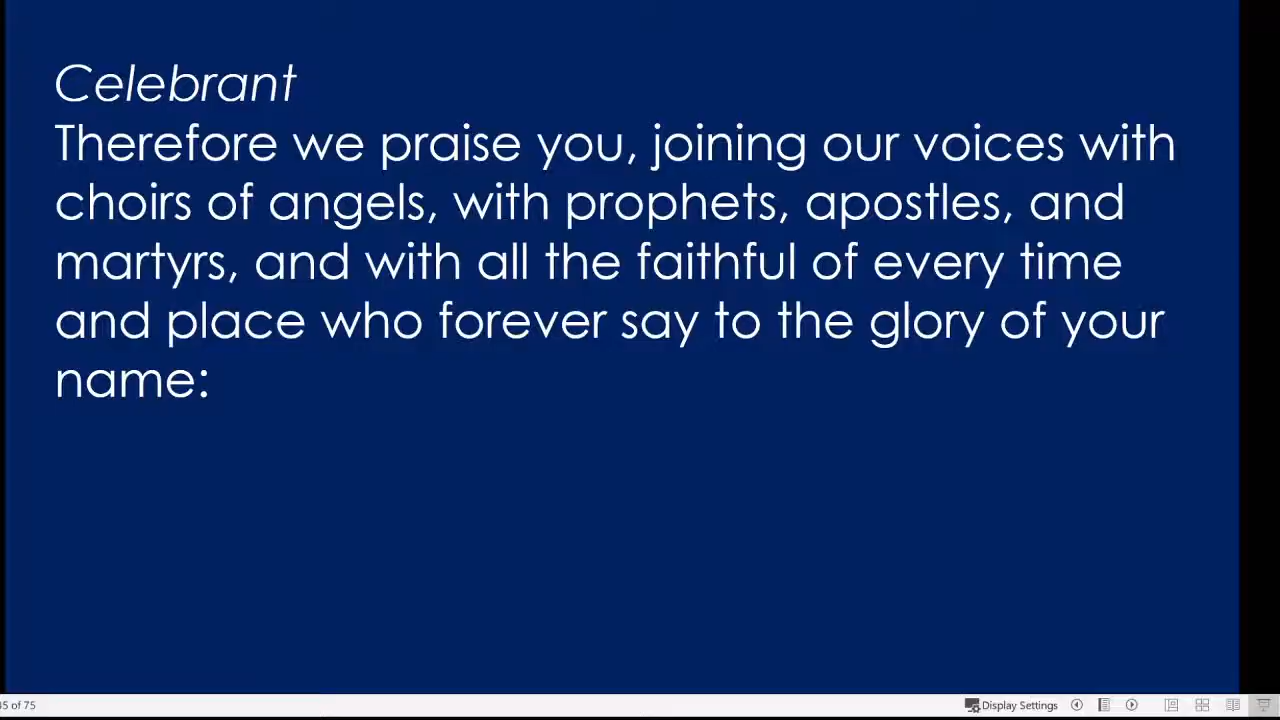 Celebrant
Therefore we praise you, joining our voices with
choirs of angels, with prophets, apostles, and
martyrs, and with all the faithful of every time
and place who forever say to the glory of your
name:
of 75 Display Settings